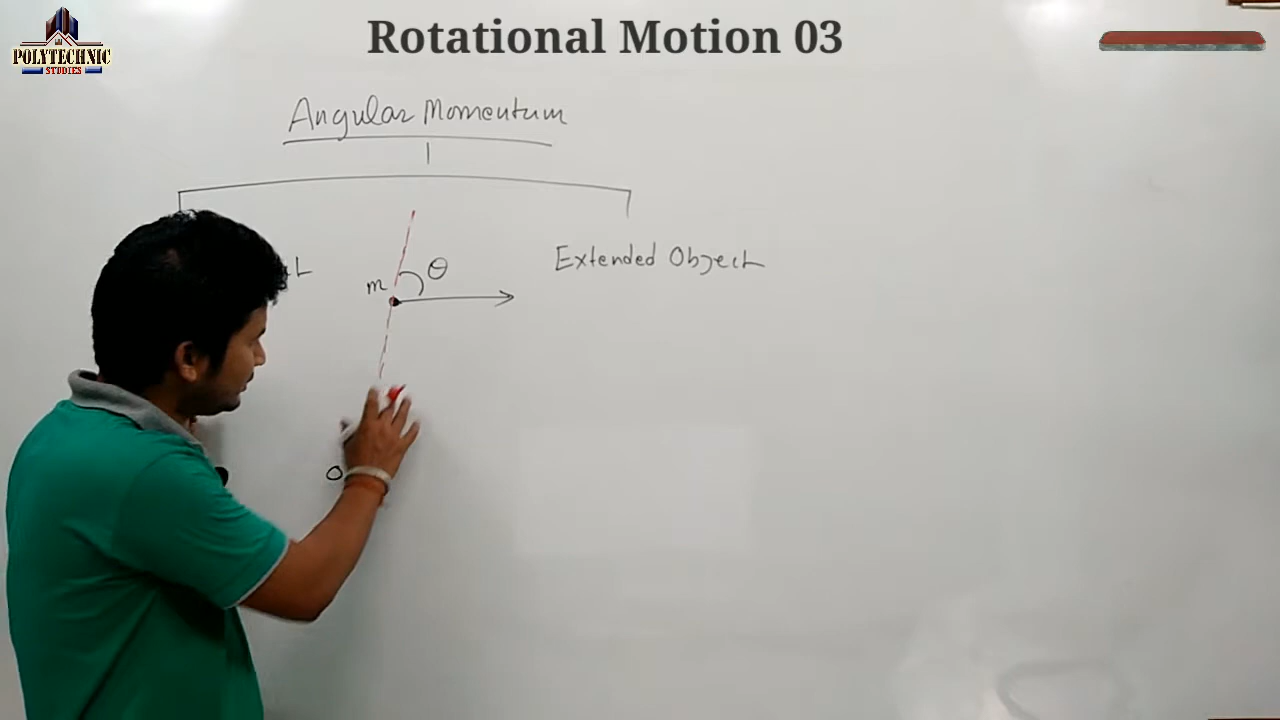 Rotational Motion 03
POLYTECHNIC
STUDIES
Angular Momentum
m
θ
Extended Object
O